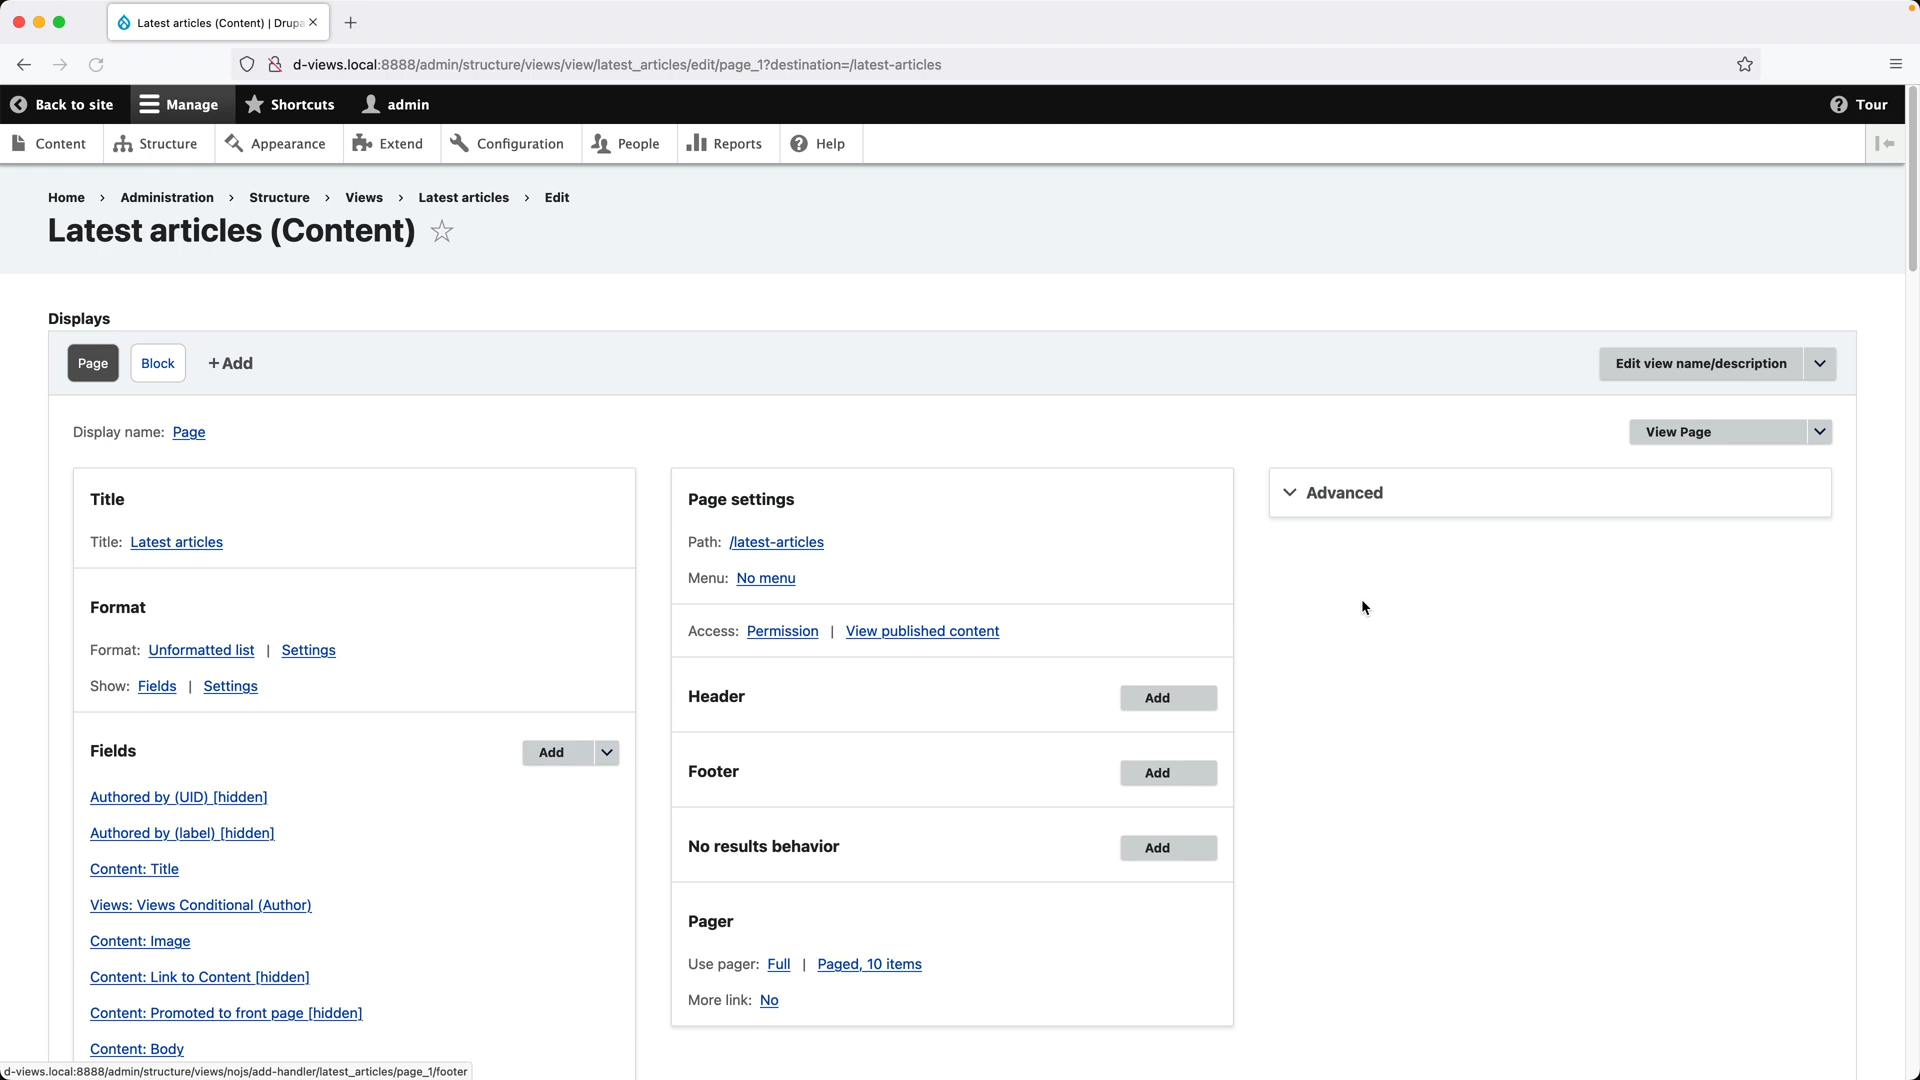 Latest articles (Content) | Drupa
d-views.local:8888/admin/structure/views/view/latest_articles/edit/page_1?destination=/latest-articles
Back to site
Manage
Shortcuts
admin
Tour
Content
Structure
Appearance
Extend
Configuration
People
Reports
Help
Home > Administration > Structure > Views > Latest articles > Edit
Latest articles (Content)
Displays
Page
Block
+ Add
Edit view name/description
Display name: Page
View Page
Title
Title: Latest articles
Format
Format: Unformatted list | Settings
Show: Fields | Settings
Fields
Add
Authored by (UID) [hidden]
Authored by (label) [hidden]
Content: Title
Views: Views Conditional (Author)
Content: Image
Content: Link to Content [hidden]
Content: Promoted to front page [hidden]
Content: Body
Page settings
Path: /latest-articles
Menu: No menu
Access: Permission | View published content
Header
Add
Footer
Add
No results behavior
Add
Pager
Use pager: Full | Paged, 10 items
More link: No
Advanced
d-views.local:8888/admin/structure/views/nojs/add-handler/latest_articles/page_1/footer